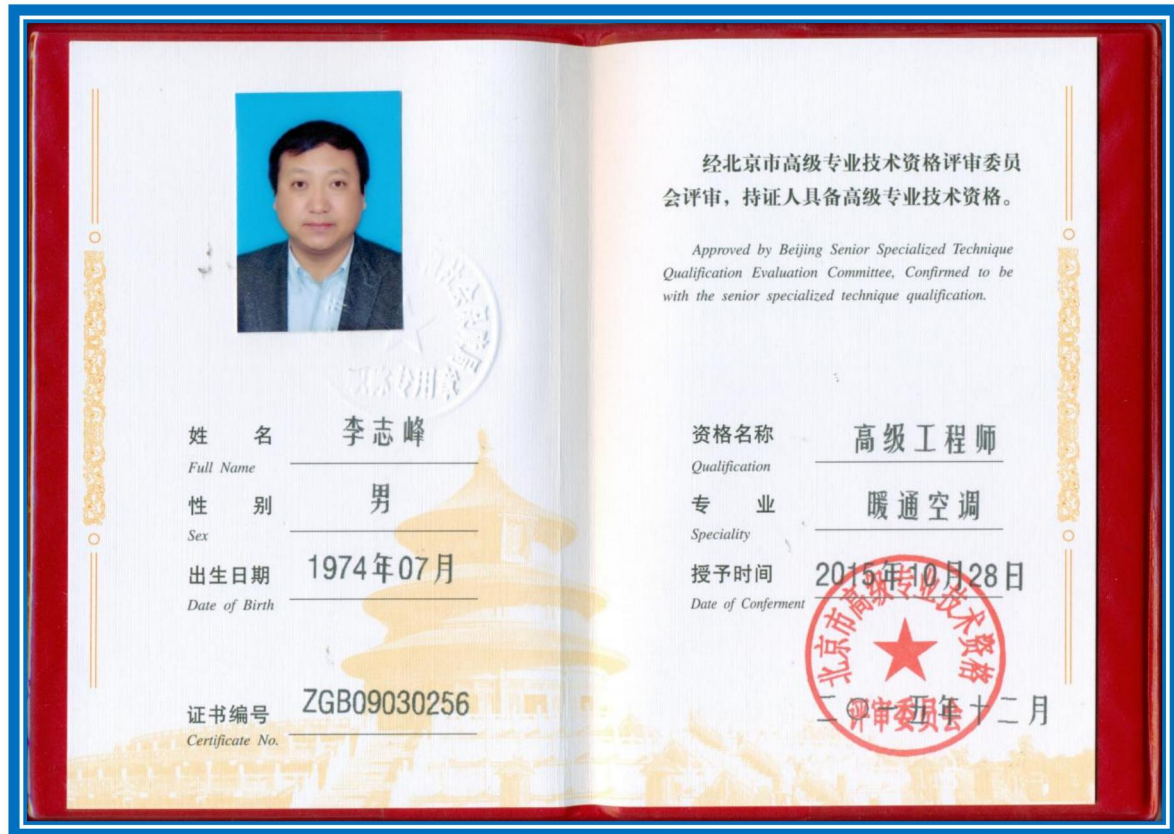 姓 名 李志峰
Full Name
性 别 男
Sex
出生日期 1974年07月
Date of Birth
证书编号 ZGB09030256
Certificate No.
经北京市高级专业技术资格评审委员
会评审，持证人具备高级专业技术资格。
Approved by Beijing Senior Specialized Technique
Qualification Evaluation Committee, Confirmed to be
with the senior specialized technique qualification.
资格名称 高级工程师
Qualification
专 业 暖通空调
Speciality
授予时间 2015年10月28日
Date of Conferment
北京市高级专业技术资格
评审委员会
二〇一五年十二月